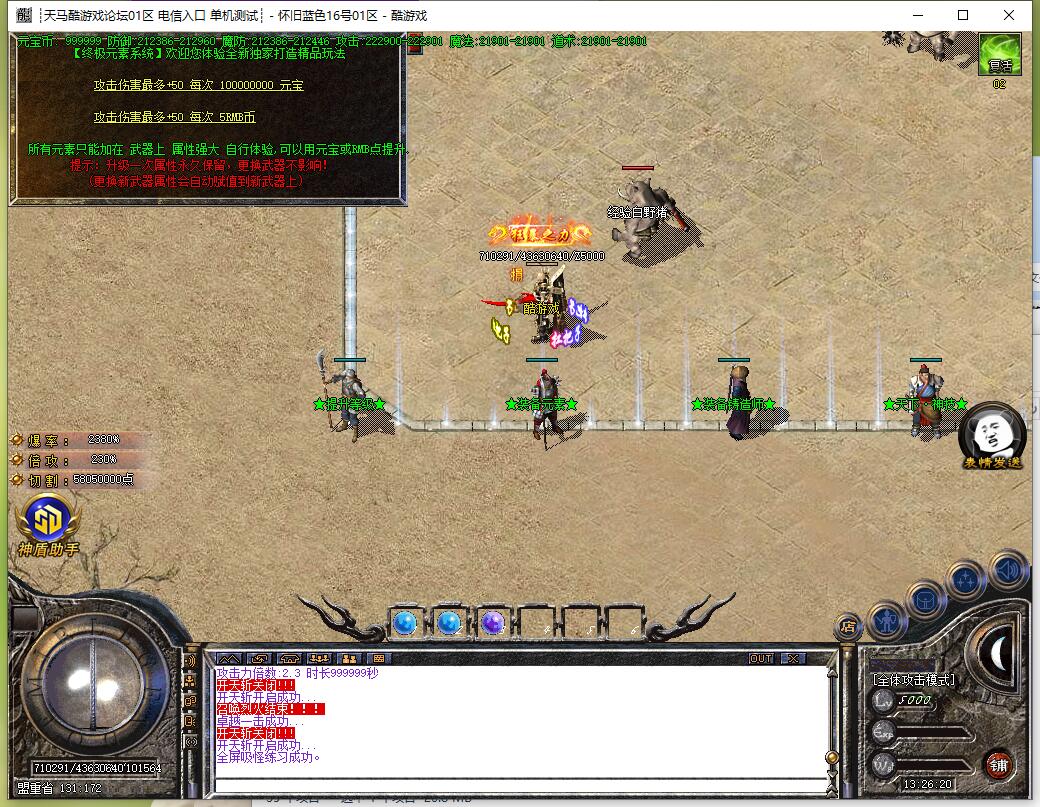 天马酷游戏论坛01区 电信入口 单机测试┊ - 怀旧蓝色16号01区 - 酷游戏
元宝币: 999999 防御:212386-212960 魔防:212386-212446 攻击:222900-222901 魔法:21901-21901 道术:21901-21901
【终极元素系统】欢迎您体验全新独家打造精品玩法
攻击伤害最多+50 每次 100000000 元宝
攻击伤害最多+50 每次 5RMB币
所有元素只能加在 武器上 属性强大 自行体验,可以用元宝或RMB点提升.
提示: 升级一次属性永久保留, 更换武器不影响!
(更换新武器属性会自动赋值到新武器上)
复活
02
经验白野猪
狂暴之力
710291/43630640/Z5000
捐
酷游戏
★提升等级★
★装备元素★
★装备铸造师★
表情发送
爆 率 : 2380%
倍 攻 : 230%
切 割 : 58050000点
神盾助手
店
OUT
攻击力倍数:2.3 时长999999秒
开天斩关闭!!!
开天斩开启成功...
召唤烈火结束!!!
卓越一击成功...
开天斩关闭!!!
开天斩开启成功...
全屏吸怪练习成功。
[全体攻击模式]
Lv 5000
Exp
W
铺
710291/43630640'101564
盟重省 131:172
13:26:20